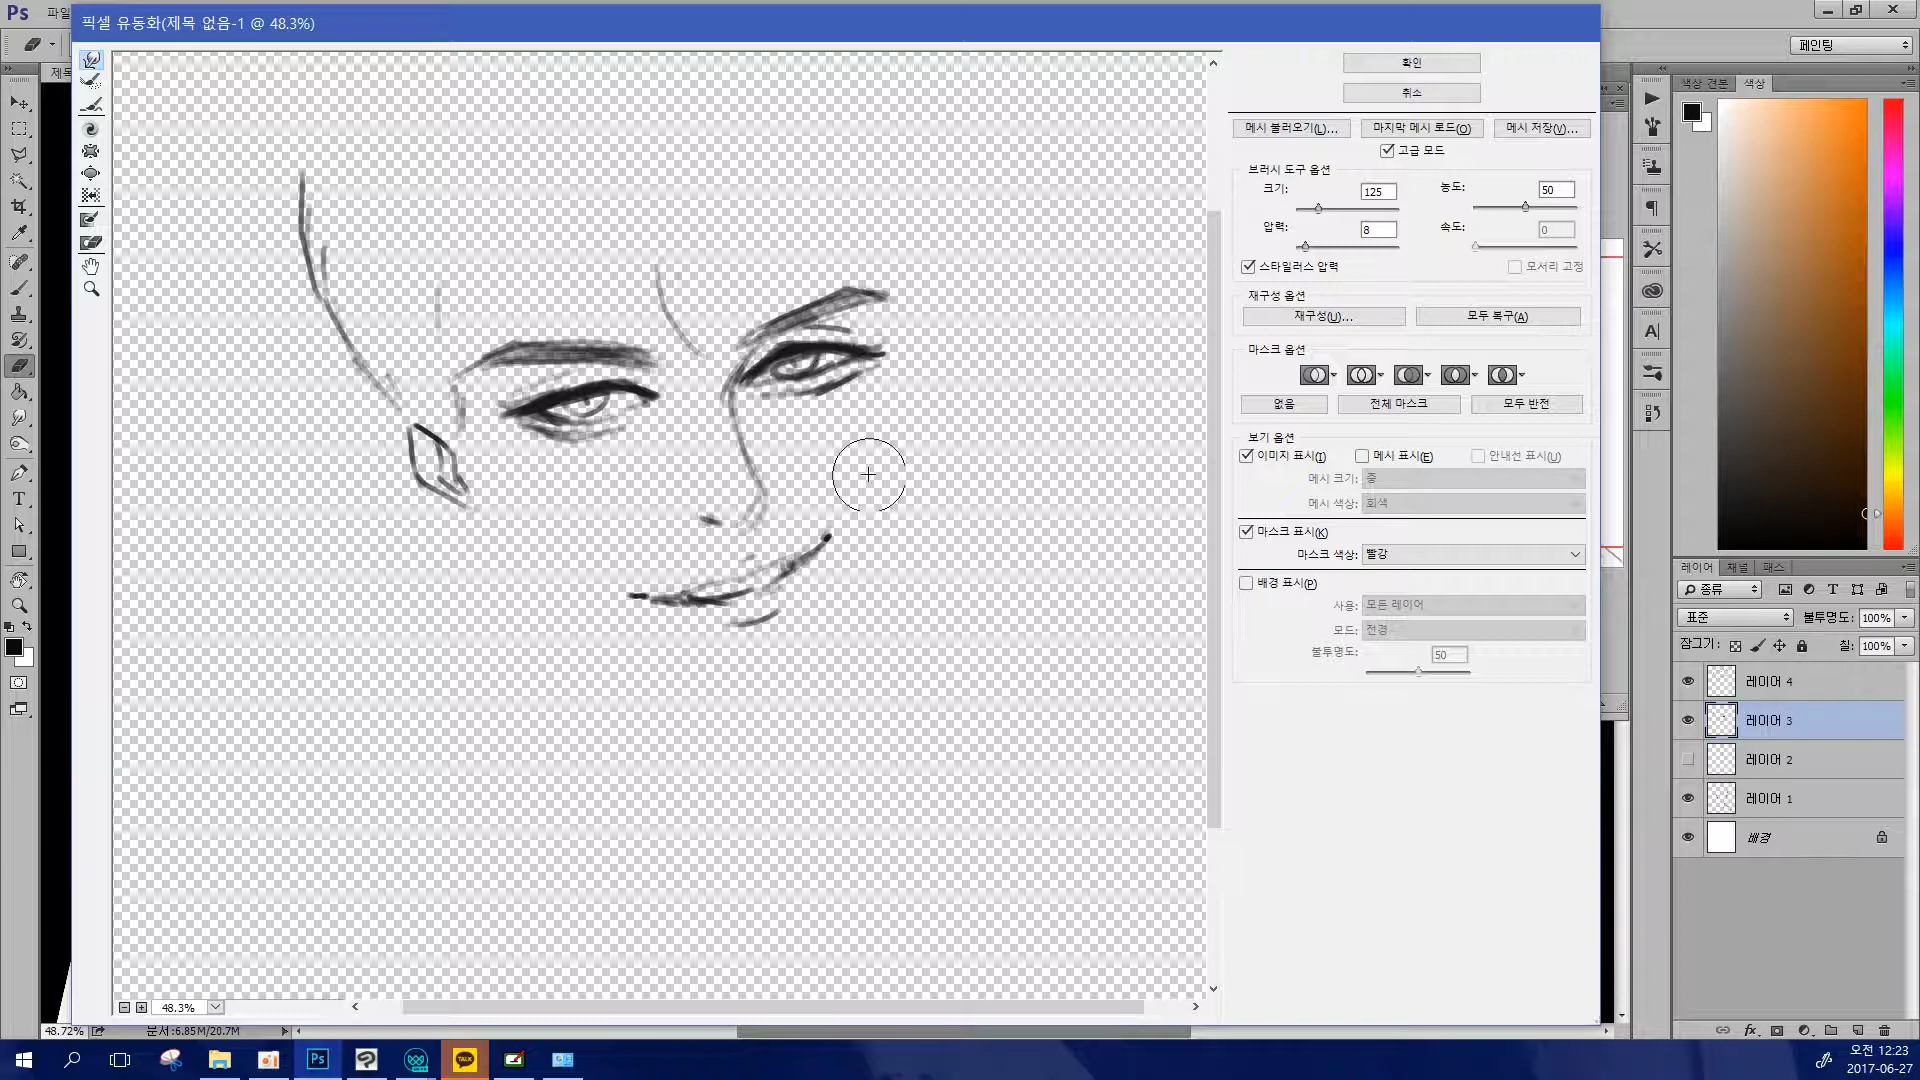 Ps
파일
픽셀 유동화(제목 없음-1 @ 48.3%)
페인팅
제목
확인
취소
메시 불러오기(L)...
마지막 메시 로드(O)
메시 저장(V)...
고급 모드
브러시 도구 옵션
크기:
125
농도:
50
압력:
8
속도:
0
스타일러스 압력
모서리 고정
재구성 옵션
재구성(U)...
모두 복구(A)
마스크 옵션
없음
전체 마스크
모두 반전
보기 옵션
이미지 표시(I)
메시 표시(E)
안내선 표시(U)
메시 크기:
중
메시 색상:
회색
마스크 표시(K)
마스크 색상:
빨강
배경 표시(P)
사용:
모든 레이어
모드:
전경
불투명도:
50
색상 견본
색상
레이어
채널
패스
종류
표준
불투명도:
100%
잠그기:
칠:
100%
레이어 4
레이어 3
레이어 2
레이어 1
배경
48.3%
48.72%
문서:6.85M/20.7M
Ps
TALK
오전 12:23
2017-06-27